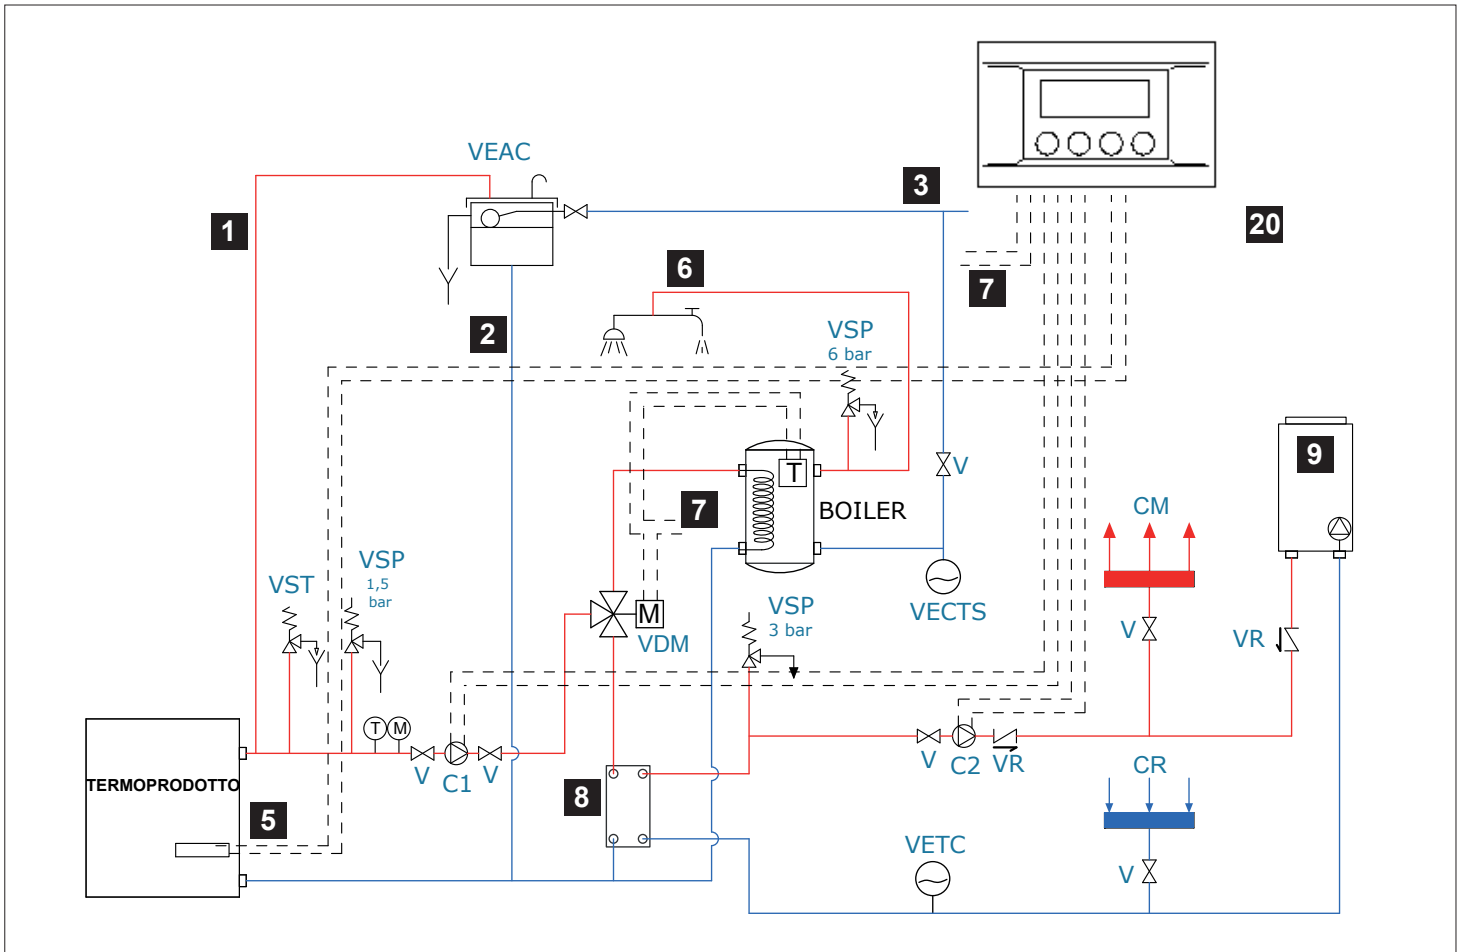 VEAC
3
1
20
6
7
2
VSP
6 bar
9
T
7
BOILER
V
CM
VSP
1,5
bar
VST
VSP
3 bar
M
VECTS
V
VDM
VR
T
M
V
C1
V
V
C2
VR
CR
TERMOPRODOTTO
8
5
VETC
V